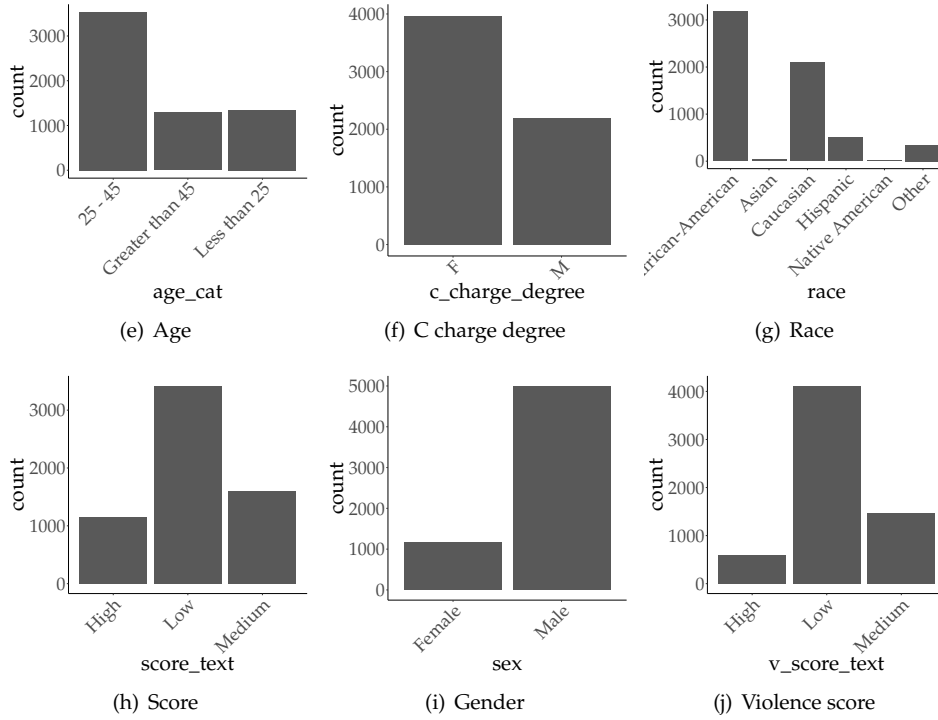 3000
2000
1000
0
count
25 - 45
Greater than 45
Less than 25
age_cat
(e) Age
4000
3000
2000
1000
0
count
F
M
c_charge_degree
(f) C charge degree
3000
2000
1000
0
count
rican-American
Asian
Caucasian
Hispanic
Native American
Other
race
(g) Race
3000
2000
1000
0
count
High
Low
Medium
score_text
(h) Score
5000
4000
3000
2000
1000
0
count
Female
Male
sex
(i) Gender
4000
3000
2000
1000
0
count
High
Low
Medium
v_score_text
(j) Violence score